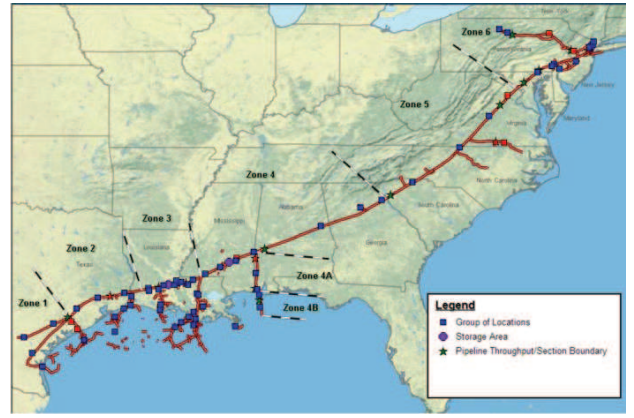 New York
Zone 6
Pennsylvania
New Jersey
Zone 5
Maryland
Virginia
Zone 4
North Carolina
Zone 3
Mississippi
Alabama
South Carolina
Zone 2
Louisiana
Georgia
Texas
Zone 4A
Zone 1
Zone 4B
Legend
Group of Locations
Storage Area
Pipeline Throughput/Section Boundary